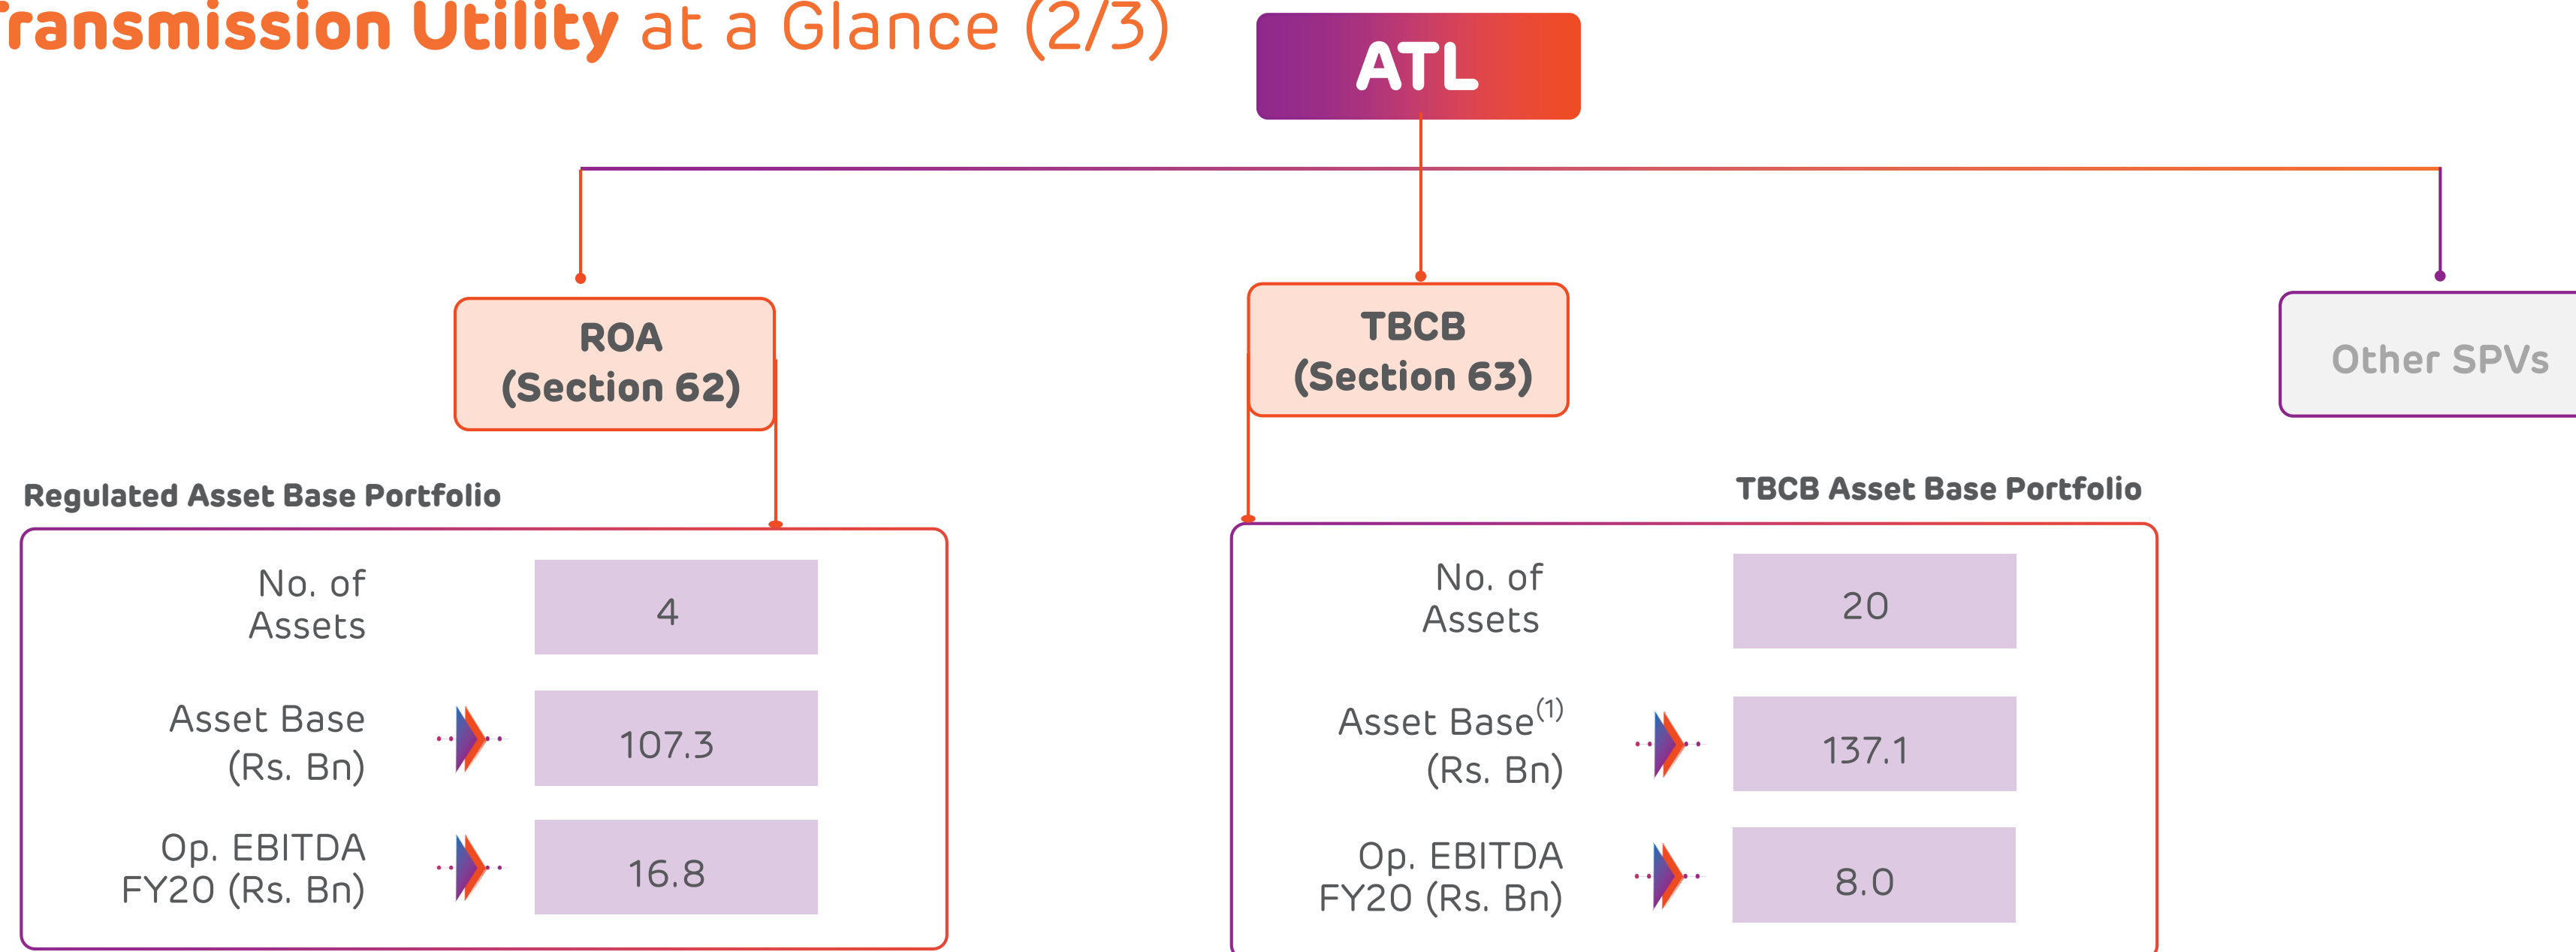 Transmission Utility at a Glance (2/3)
ATL
ROA
(Section 62)
TBCB
(Section 63)
Other SPVs
Regulated Asset Base Portfolio
No. of
Assets
4
Asset Base
(Rs. Bn)
107.3
Op. EBITDA
FY20 (Rs. Bn)
16.8
TBCB Asset Base Portfolio
No. of
Assets
20
Asset Base(1)
(Rs. Bn)
137.1
Op. EBITDA
FY20 (Rs. Bn)
8.0